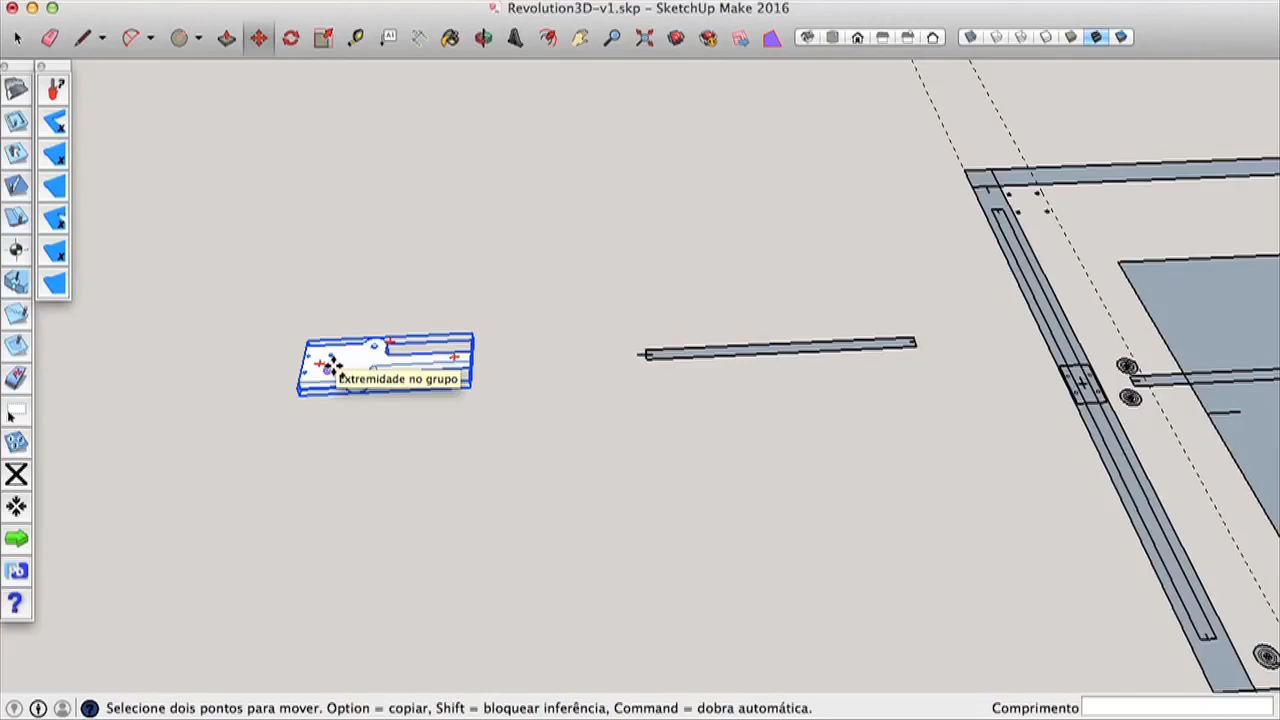 Revolution3D-v1.skp - SketchUp Make 2016
Extremidade no grupo
Selecione dois pontos para mover. Option = copiar, Shift = bloquear inferência, Command = dobra automática.
Comprimento